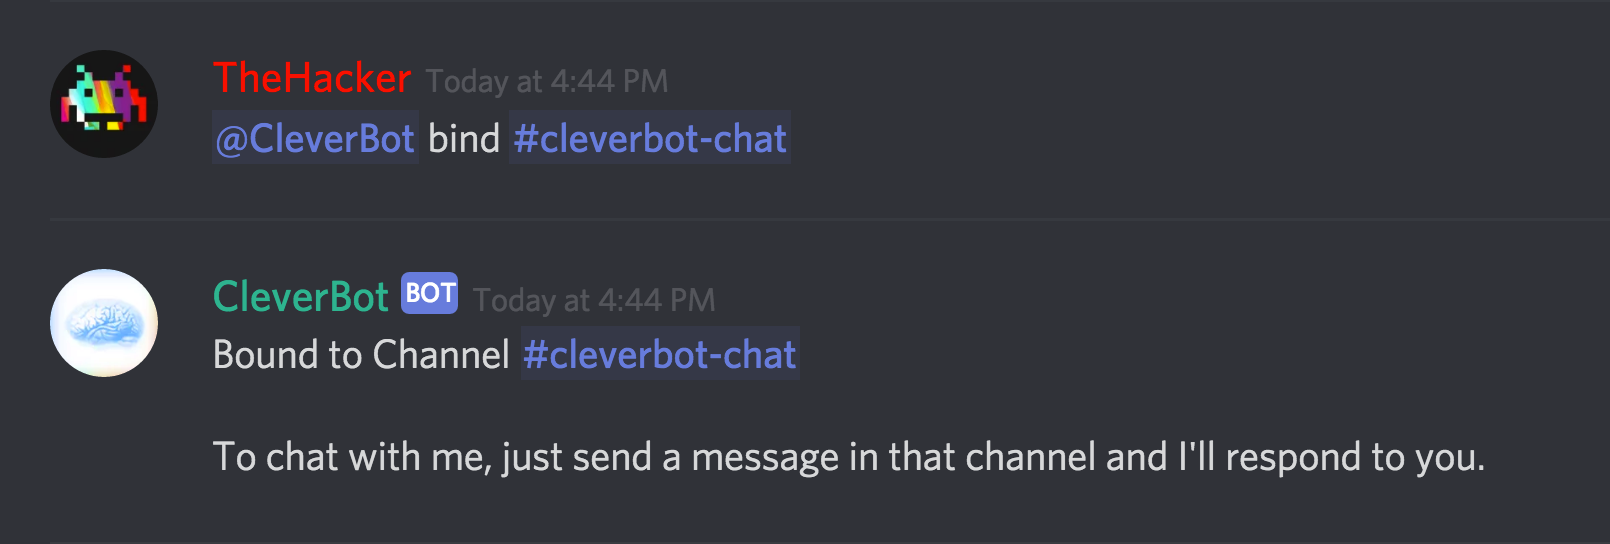 TheHacker Today at 4:44 PM
@CleverBot bind #cleverbot-chat
CleverBot BOT Today at 4:44 PM
Bound to Channel #cleverbot-chat
To chat with me, just send a message in that channel and I'll respond to you.